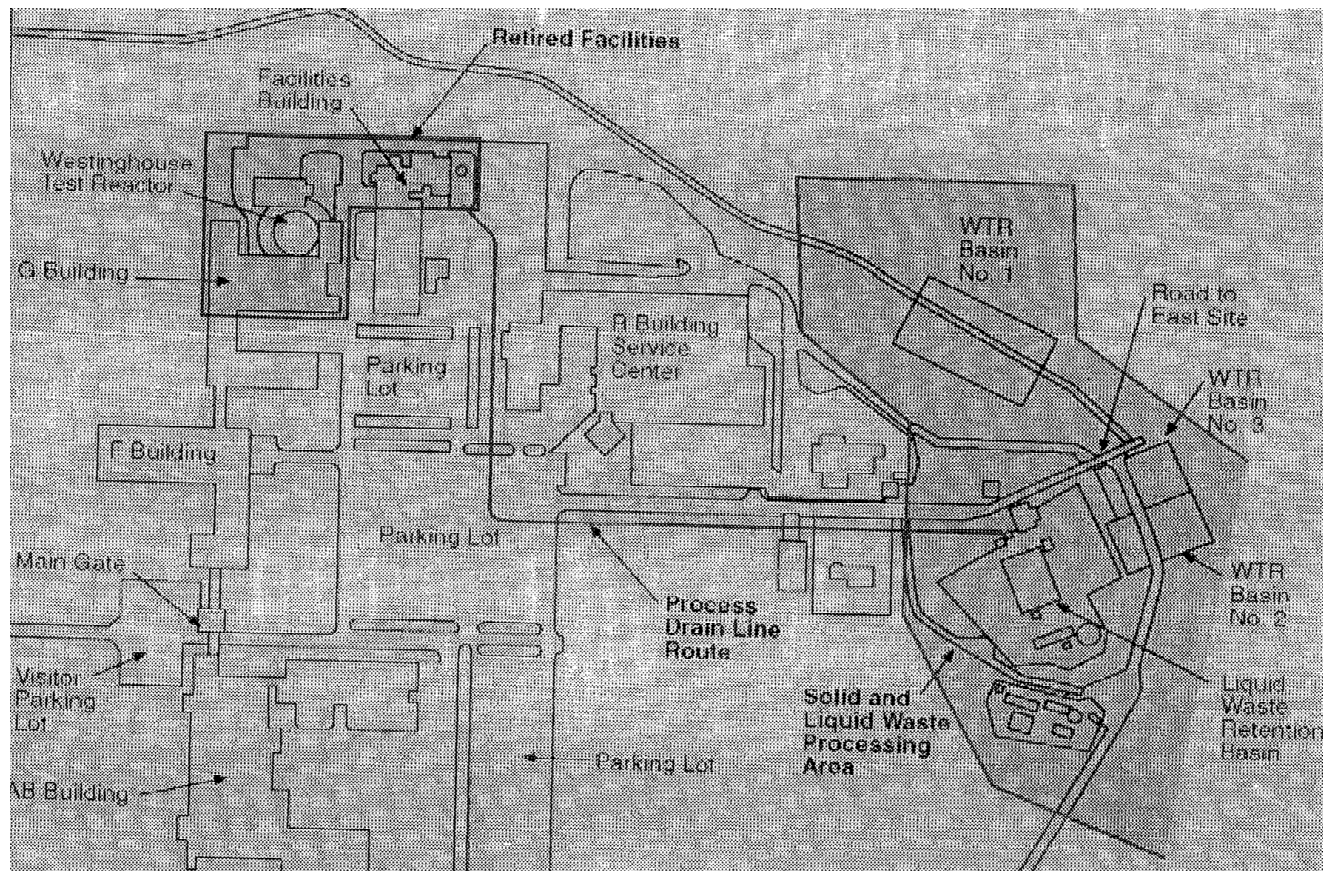 Retired Facilities
Facilities
Building
Westinghouse
Test Reactor
G Building
WTR
Basin
No. 1
Road to
East Site
B Building
Service
Center
Parking
Lot
WTR
Basin
No. 3
F Building
Parking Lot
Main Gate
WTR
Basin
No. 2
Process
Drain Line
Route
Visitor
Parking
Lot
Solid and
Liquid Waste
Processing
Area
Liquid
Waste
Retention
Basin
Parking Lot
AB Building